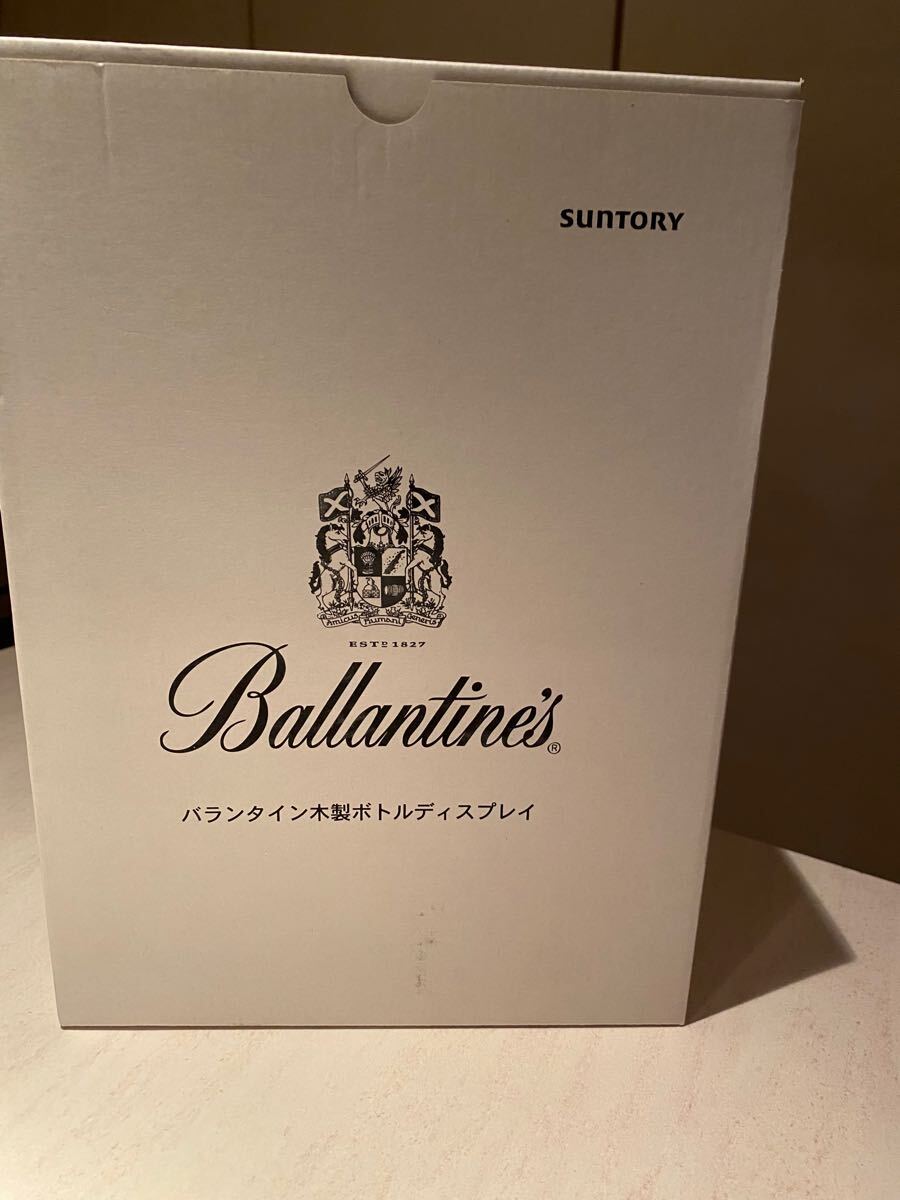 SUNTORY
Amicus Humani Generis
ESTD 1827
Ballantine's®
バランタイン木製ボトルディスプレイ